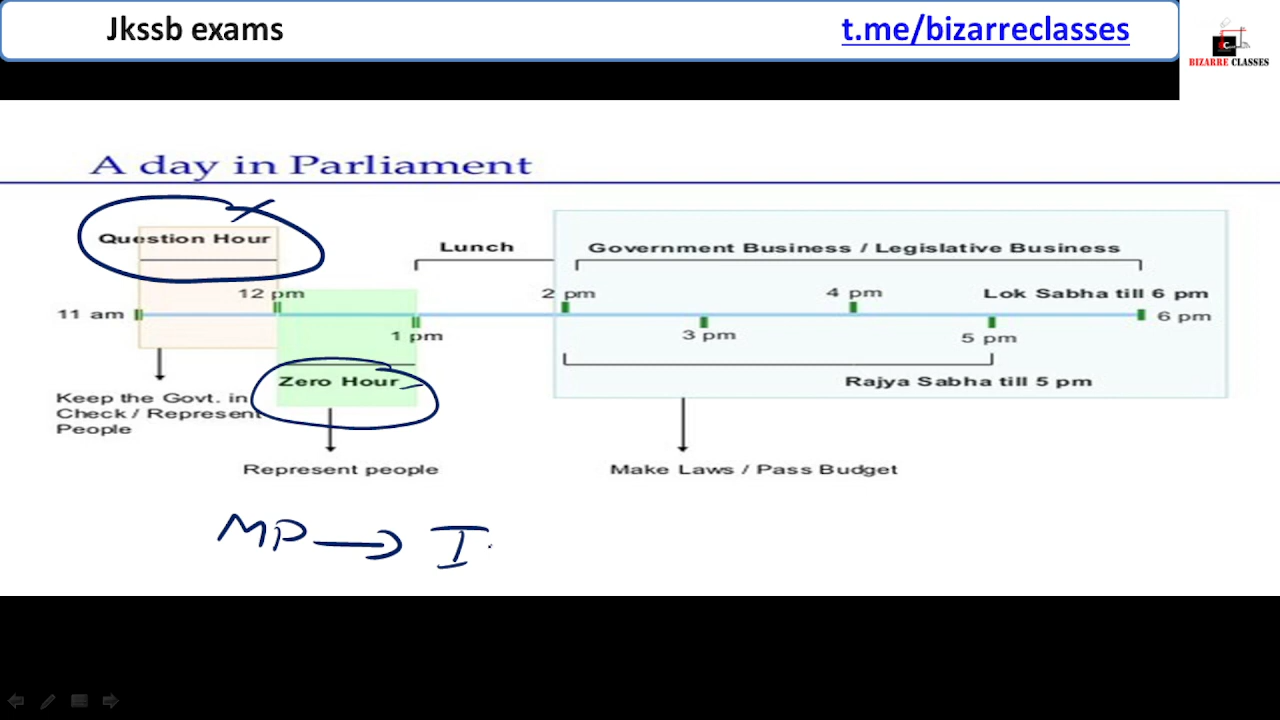 Jkssb exams
t.me/bizarreclasses
BIZARRE CLASSES
A day in Parliament
Question Hour
Lunch
Government Business / Legislative Business
12 pm
2 pm
4 pm
Lok Sabha till 6 pm
11 am
6 pm
1 pm
3 pm
5 pm
Zero Hour
Rajya Sabha till 5 pm
Keep the Govt. in
Check / Represent
People
Represent people
Make Laws / Pass Budget
MP → I